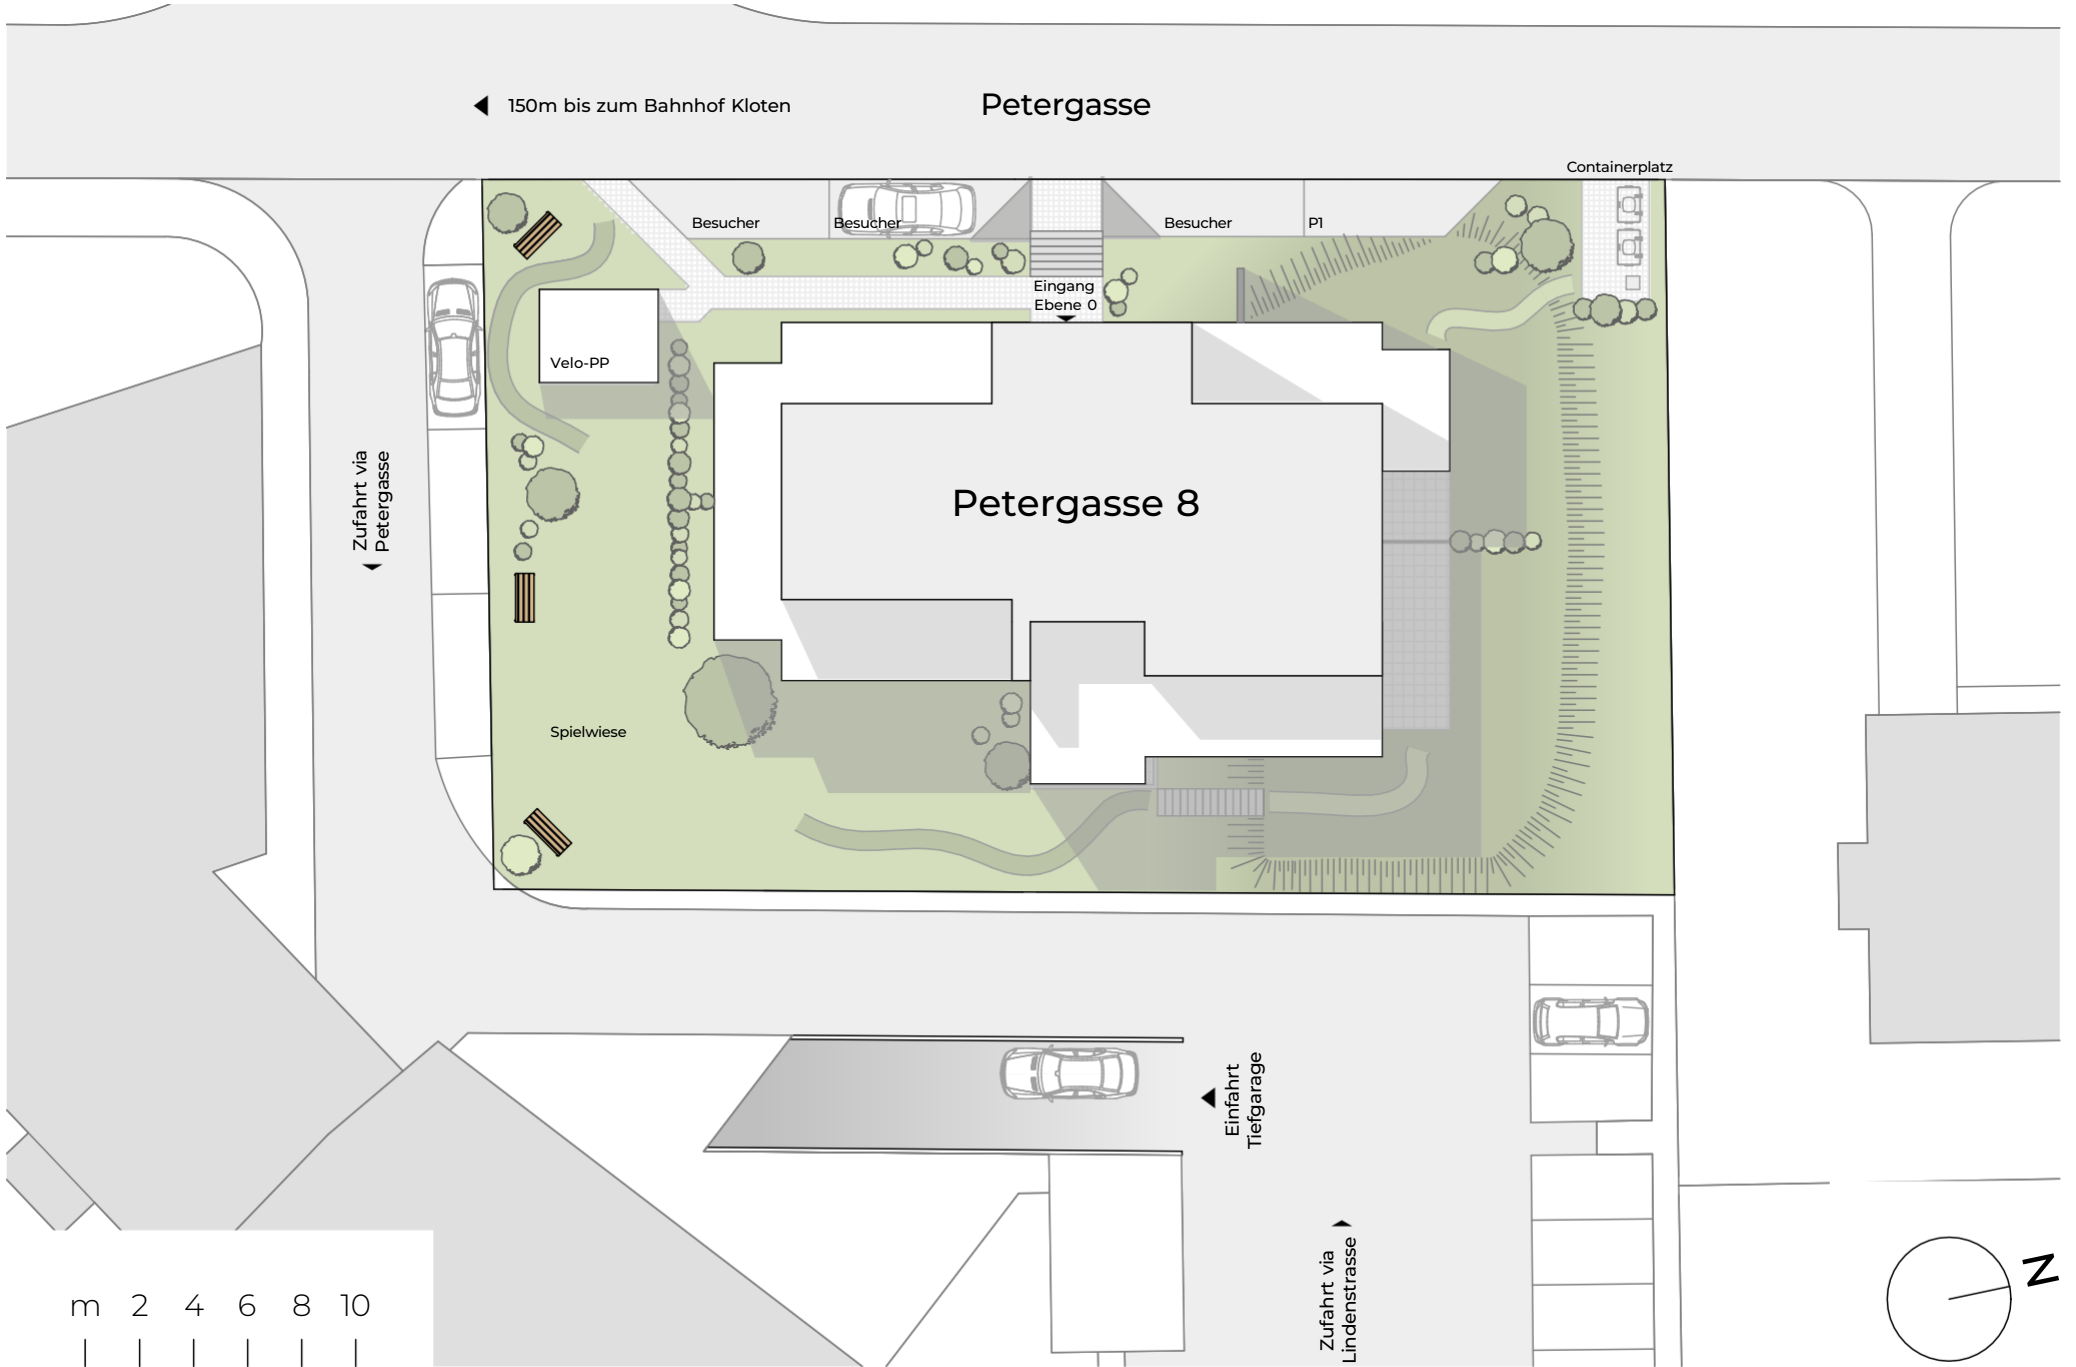 150m bis zum Bahnhof Kloten
Petergasse
Containerplatz
Besucher
Besucher
Besucher
P1
Eingang
Ebene 0
Velo-PP
Zufahrt via
Petergasse
Petergasse 8
Spielwiese
Einfahrt
Tiefgarage
Zufahrt via
Lindenstrasse
m 2 4 6 8 10
N